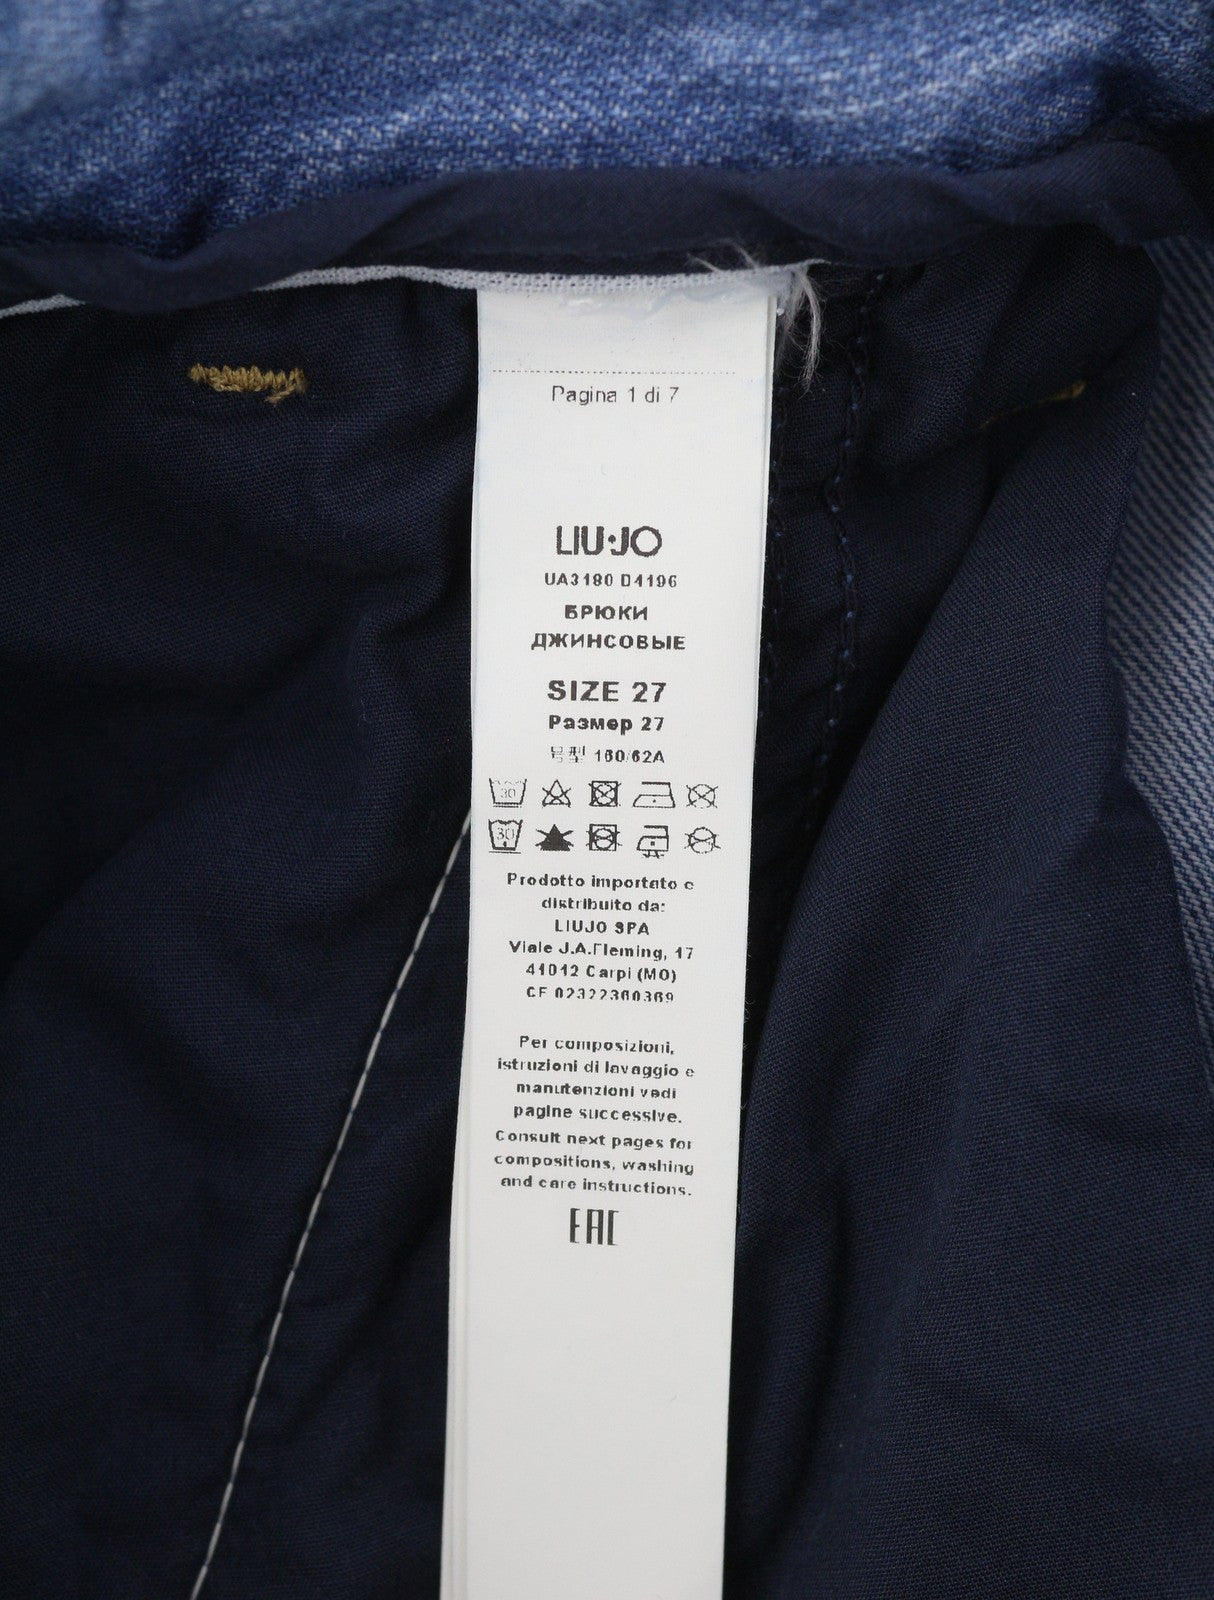 Pagina 1 di 7
LIU·JO
UA3180 D4196
БРЮКИ
ДЖИНСОВЫЕ
SIZE 27
Размер 27
160/62A
30
30
Prodotto importato e
distribuito da:
LIUJO SPA
Viale J.A.Fleming, 17
41012 Carpi (MO)
CF 02322360369
Per composizioni,
istruzioni di lavaggio e
manutenzioni vedi
pagine successive.
Consult next pages for
compositions, washing
and care instructions.
EAC